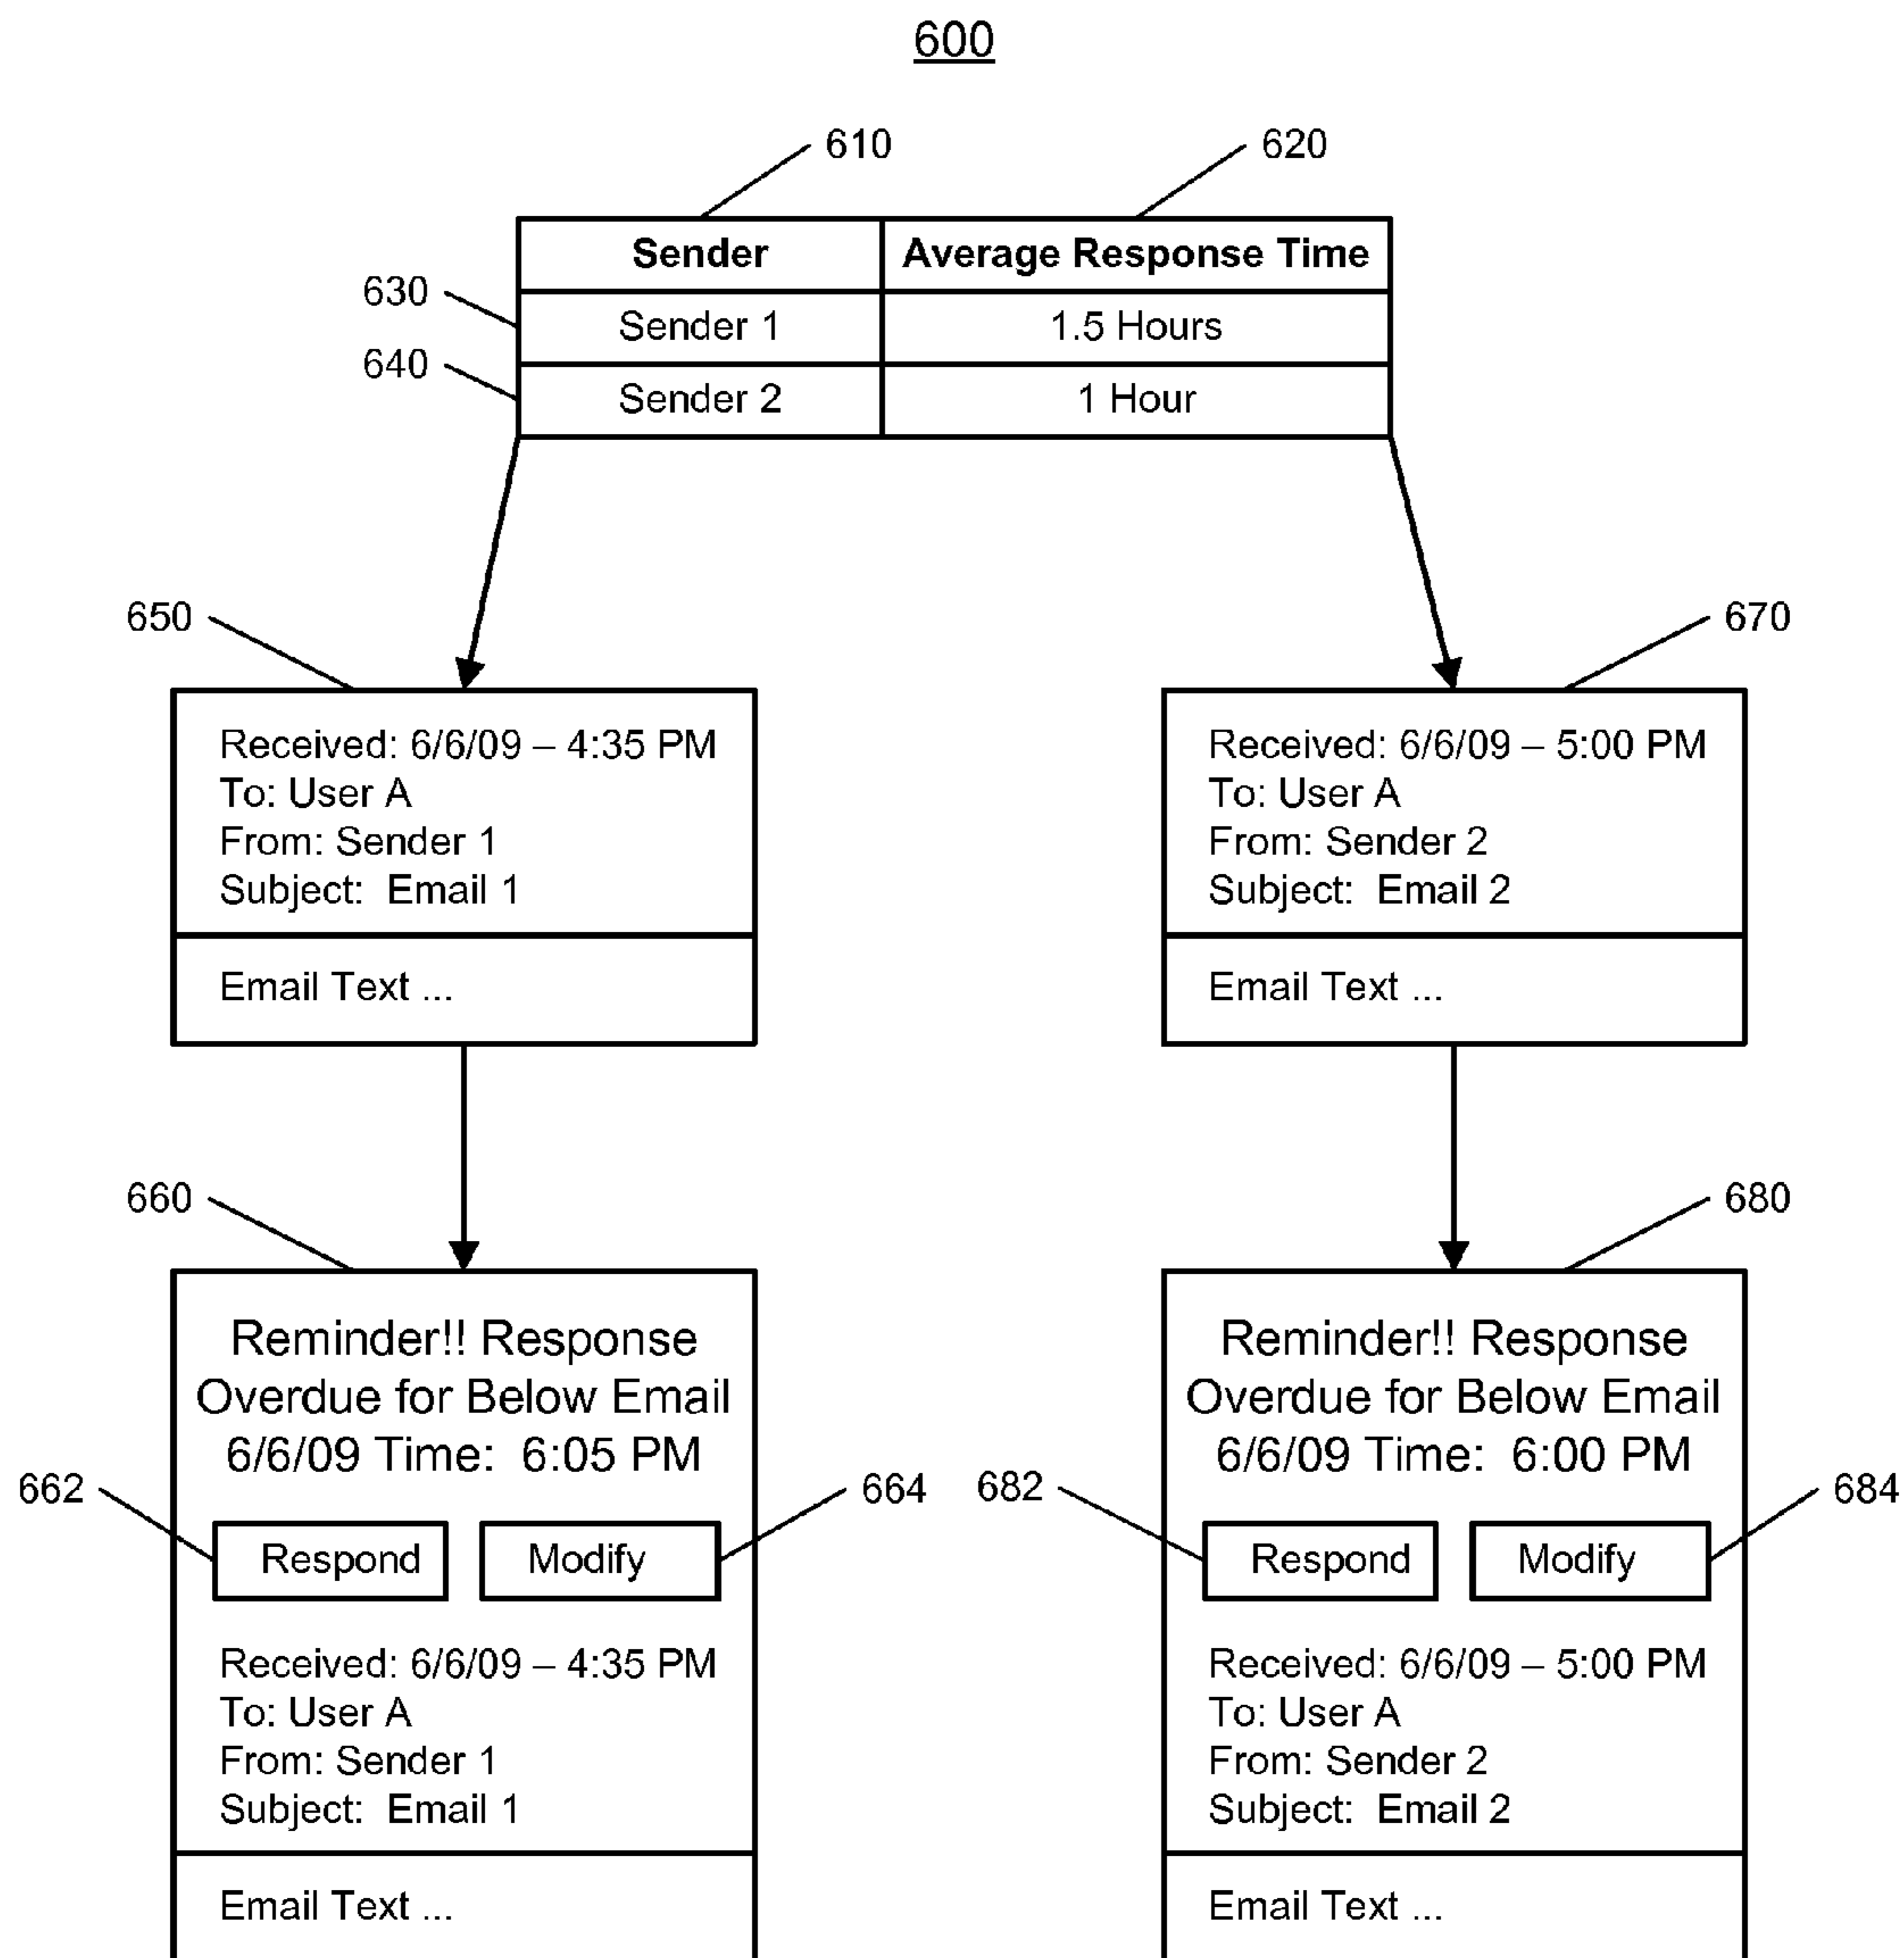 600
610
620
Sender
Average Response Time
630
Sender 1
1.5 Hours
640
Sender 2
1 Hour
650
Received: 6/6/09 – 4:35 PM
To: User A
From: Sender 1
Subject:  Email 1
Email Text ...
670
Received: 6/6/09 – 5:00 PM
To: User A
From: Sender 2
Subject:  Email 2
Email Text ...
660
Reminder!! Response
Overdue for Below Email
6/6/09 Time:  6:05 PM
662
664
Respond
Modify
Received: 6/6/09 – 4:35 PM
To: User A
From: Sender 1
Subject:  Email 1
Email Text ...
680
Reminder!! Response
Overdue for Below Email
6/6/09 Time:  6:00 PM
682
684
Respond
Modify
Received: 6/6/09 – 5:00 PM
To: User A
From: Sender 2
Subject:  Email 2
Email Text ...